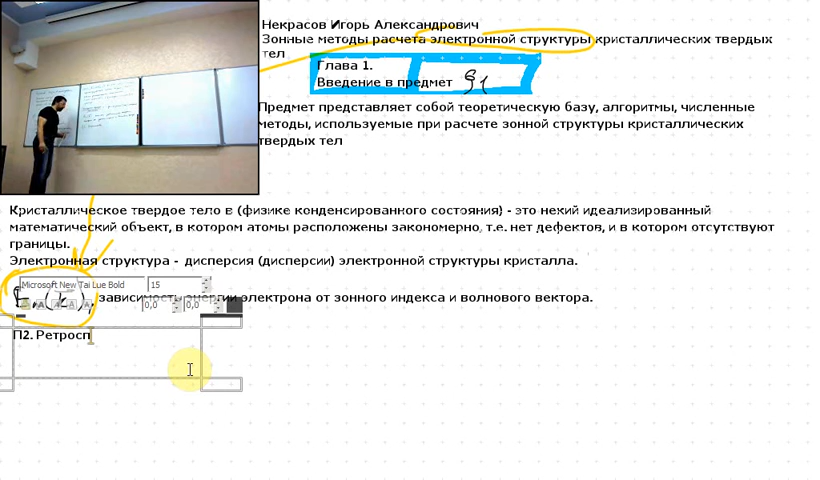 Некрасов Игорь Александрович
Зонные методы расчета электронной структуры кристаллических твердых
тел
Глава 1.
Введение в предмет §1
Предмет представляет собой теоретическую базу, алгоритмы, численные
методы, используемые при расчете зонной структуры кристаллических
твердых тел
Кристаллическое твердое тело в (физике конденсированного состояния) - это некий идеализированный
математический объект, в котором атомы расположены закономерно, т.е. нет дефектов, и в котором отсутствуют
границы.
Электронная структура - дисперсия (дисперсии) электронной структуры кристалла.
Microsoft New Tai Lue Bold 15
зависимость энергии электрона от зонного индекса и волнового вектора.
0,0 0,0
П2. Ретросп